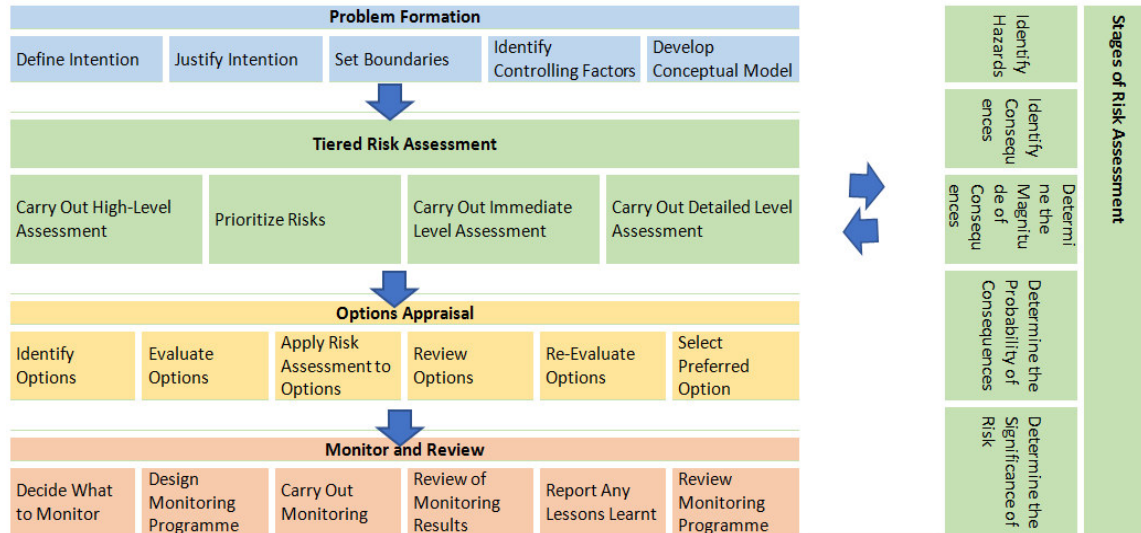 Problem Formation
Define Intention
Justify Intention
Set Boundaries
Identify
Controlling Factors
Develop
Conceptual Model
Tiered Risk Assessment
Carry Out High-Level
Assessment
Prioritize Risks
Carry Out Immediate
Level Assessment
Carry Out Detailed Level
Assessment
Options Appraisal
Identify
Options
Evaluate
Options
Apply Risk
Assessment to
Options
Review
Options
Re-Evaluate
Options
Select
Preferred
Option
Monitor and Review
Decide What
to Monitor
Design
Monitoring
Programme
Carry Out
Monitoring
Review of
Monitoring
Results
Report Any
Lessons Learnt
Review
Monitoring
Programme
Stages of Risk Assessment
Identify
Hazards
Identify
Consequ
ences
Determi
ne the
Magnitu
de of
Consequ
ences
Determine the
Probability of
Consequences
Determine the
Significance of
Risk